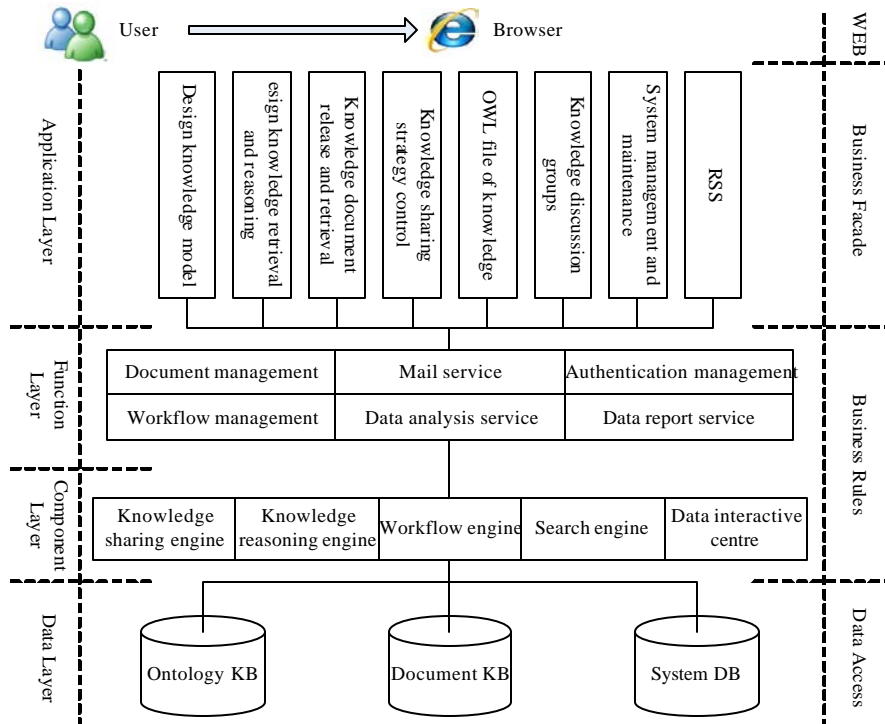 User
Browser
WEB
Application Layer
Design knowledge model
esign knowledge retrieval
and reasoning
Knowledge document
release and retrieval
Knowledge sharing
strategy control
OWL file of knowledge
Knowledge discussion
groups
System management and
maintenance
RSS
Business Facade
Function
Layer
Document management
Mail service
Authentication management
Workflow management
Data analysis service
Data report service
Business Rules
Component
Layer
Knowledge
sharing engine
Knowledge
reasoning engine
Workflow engine
Search engine
Data interactive
centre
Data Layer
Ontology KB
Document KB
System DB
Data Access